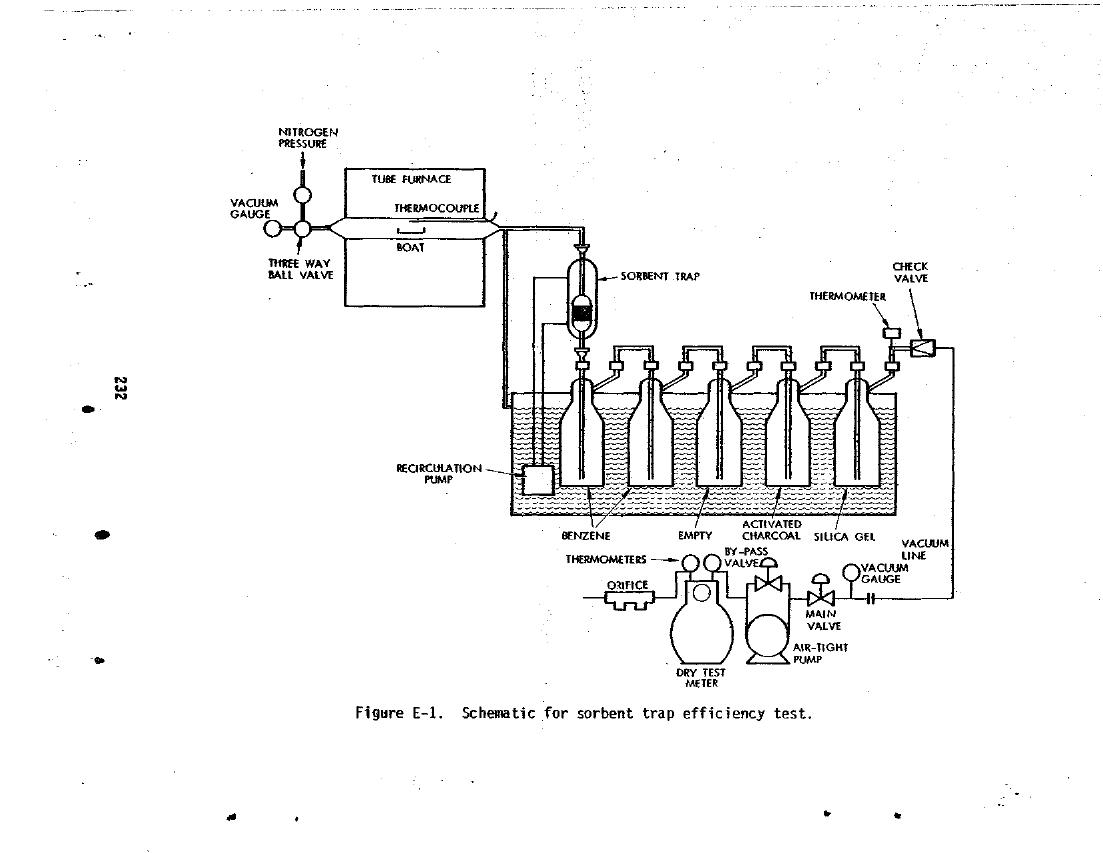 NITROGEN
PRESSURE
TUBE FURNACE
VACUUM
GAUGE
THERMOCOUPLE
BOAT
THREE WAY
BALL VALVE
SORBENT TRAP
CHECK
VALVE
THERMOMETER
232
RECIRCULATION
PUMP
BENZENE
EMPTY
ACTIVATED
CHARCOAL
SILICA GEL
VACUUM
LINE
THERMOMETERS
BY-PASS
VALVE
VACUUM
GAUGE
ORIFICE
MAIN
VALVE
AIR-TIGHT
PUMP
DRY TEST
METER
Figure E-1. Schematic for sorbent trap efficiency test.